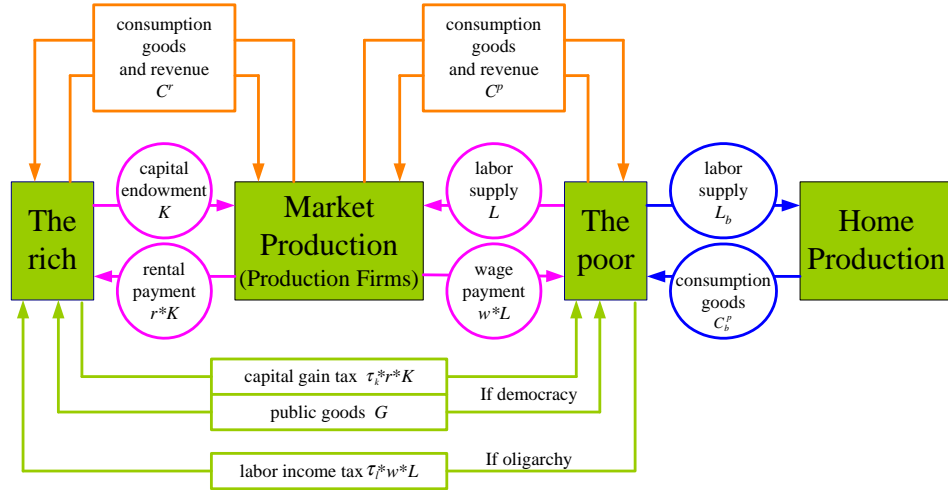 consumption
goods
and revenue
C^r
consumption
goods
and revenue
C^p
The
rich
capital
endowment
K
rental
payment
r*K
Market
Production
(Production Firms)
labor
supply
L
wage
payment
w*L
The
poor
labor
supply
L_b
consumption
goods
C_b^p
Home
Production
capital gain tax τ_k*r*K
public goods G
If democracy
labor income tax τ_l*w*L
If oligarchy